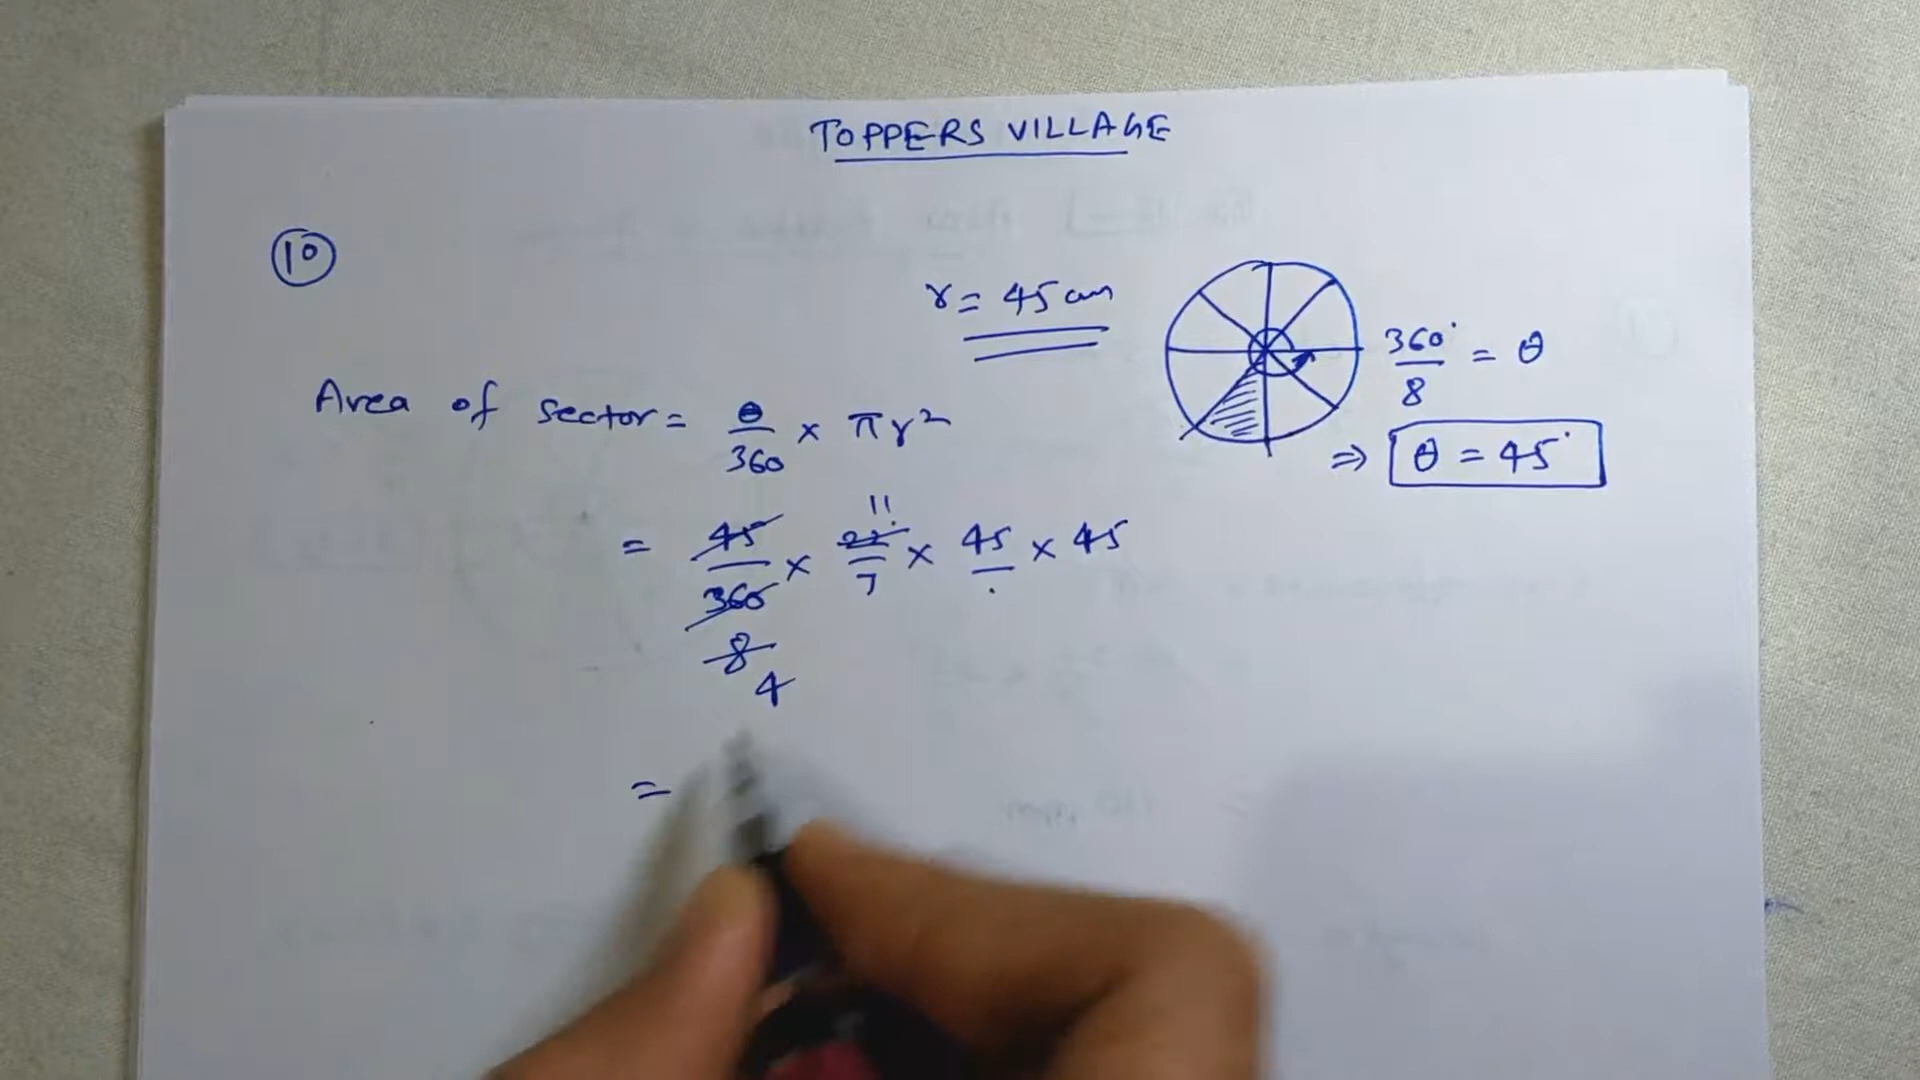 TOPPERS VILLAGE
10
r = 45 cm
360° / 8 = θ
⇒ θ = 45°
Area of sector = θ/360 × πr²
= 45/360 × 22/7 × 45 × 45
11
8
4
=